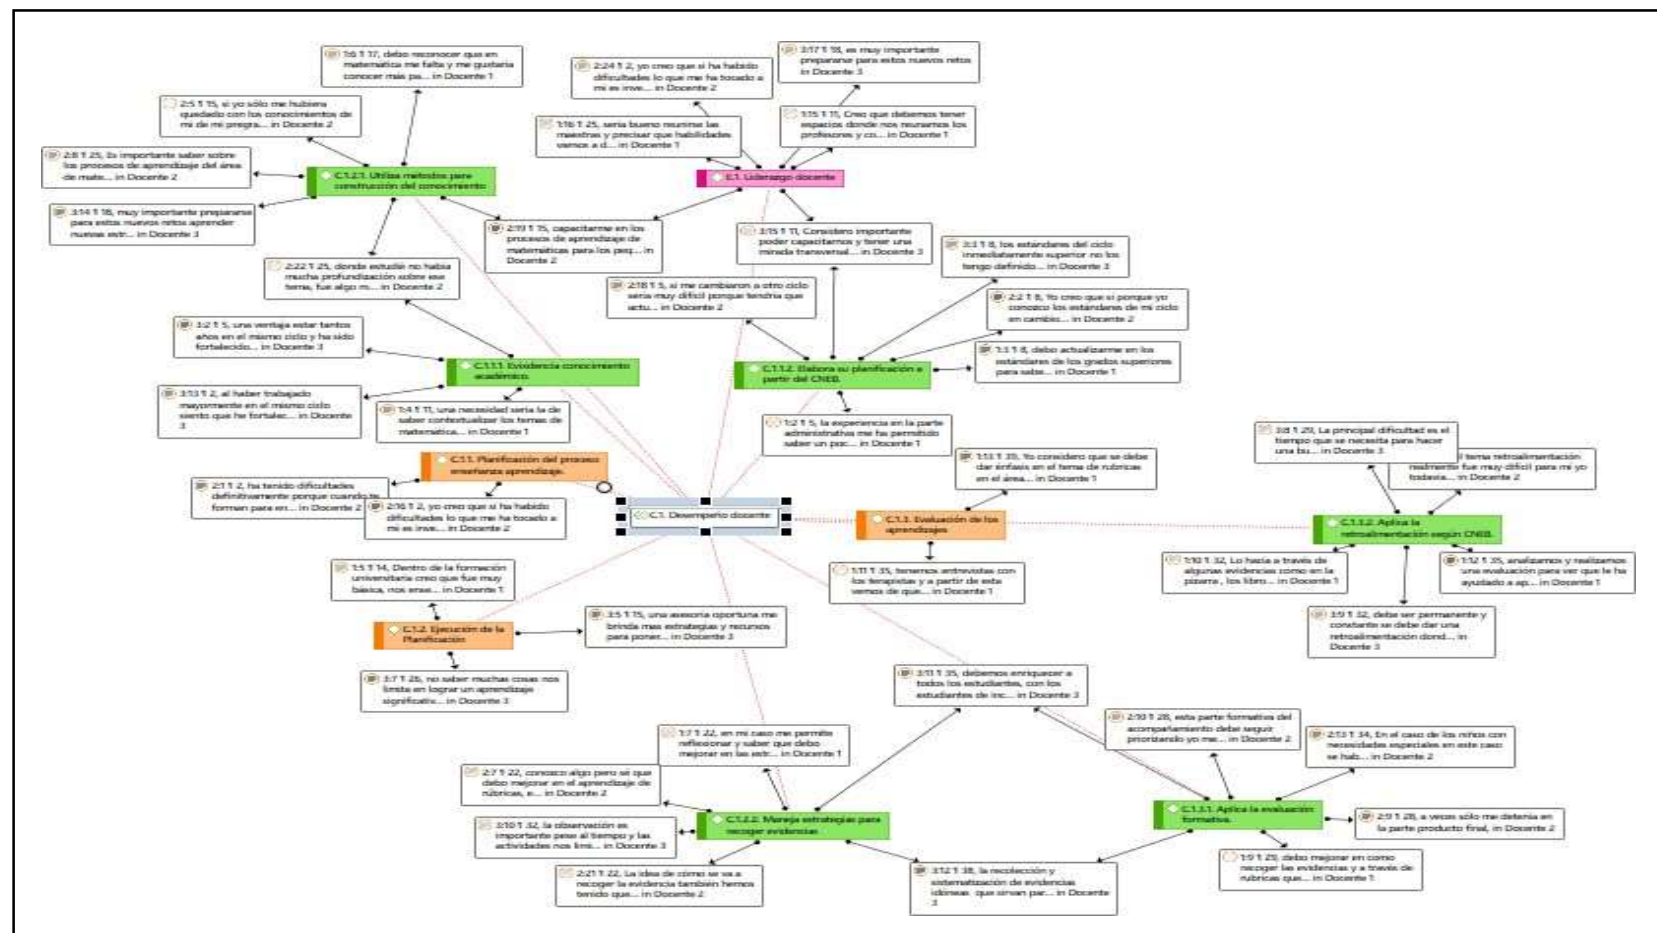 1:6 ¶ 17, debo reconocer que en
matemática me falta y me gustaría
conocer más pa... in Docente 1
2:24 ¶ 2, yo creo que si ha habido
dificultades lo que me ha tocado a
mi es inve... in Docente 2
3:17 ¶ 18, es muy importante
prepararse para estos nuevos retos
in Docente 3
2:5 ¶ 15, si yo sólo me hubiera
quedado con los conocimientos de
mi de mi pregra... in Docente 2
1:16 ¶ 25, sería bueno reunirse las
maestras y precisar que habilidades
vamos a d... in Docente 1
1:15 ¶ 11, Creo que debemos tener
espacios donde nos reunamos los
profesores y co... in Docente 1
2:8 ¶ 25, Es importante saber sobre
los procesos de aprendizaje del área
de mate... in Docente 2
C.1.2.1. Utiliza métodos para
construcción del conocimiento
E.1. Liderazgo docente
3:14 ¶ 18, muy importante prepararse
para estos nuevos retos aprender
nuevas estr... in Docente 3
2:19 ¶ 15, capacitarme en los
procesos de aprendizaje de
matemáticas para los peq... in
Docente 2
3:15 ¶ 11, Considero importante
poder capacitarnos y tener una
mirada transversal... in Docente 3
3:3 ¶ 8, los estándares del ciclo
inmediatamente superior no los
tengo definido... in Docente 3
2:22 ¶ 25, donde estudié no había
mucha profundización sobre ese
tema, fue algo m... in Docente 2
2:18 ¶ 5, si me cambiaron a otro ciclo
sería muy difícil porque tendría que
actu... in Docente 2
2:2 ¶ 8, Yo creo que si porque yo
conozco los estándares de mi ciclo
en cambio... in Docente 2
3:2 ¶ 5, una ventaja estar tantos
años en el mismo ciclo y ha sido
fortalecido... in Docente 3
1:3 ¶ 8, debo actualizarme en los
estándares de los grados superiores
para sabe... in Docente 1
C.1.1.1. Evidencia conocimiento
académico.
C.1.1.2. Elabora su planificación a
partir del CNEB.
3:13 ¶ 2, al haber trabajado
mayormente en el mismo ciclo
siento que he fortalec... in Docente
3
1:4 ¶ 11, una necesidad sería la de
saber contextualizar los temas de
matemática... in Docente 1
1:2 ¶ 5, la experiencia en la parte
administrativa me ha permitido
saber un poc... in Docente 1
3:8 ¶ 29, La principal dificultad es el
tiempo que se necesita para hacer
una bu... in Docente 3
tema retroalimentación
realmente fue muy difícil para mi yo
todavía... in Docente 2
1:13 ¶ 39, Yo considero que se debe
dar énfasis en el tema de rúbricas
en el área... in Docente 1
C.1.1. Planificación del proceso
enseñanza aprendizaje.
2:1 ¶ 2, ha tenido dificultades
definitivamente porque cuando te
forman para en... in Docente 2
2:16 ¶ 2, yo creo que si ha habido
dificultades lo que me ha tocado a
mi es inve... in Docente 2
C.1. Desempeño docente
C.1.3. Evaluación de los
aprendizajes
C.1.3.2. Aplica la
retroalimentación según CNEB.
1:5 ¶ 14, Dentro de la formación
universitaria creo que fue muy
básica, nos ense... in Docente 1
1:11 ¶ 35, tenemos entrevistas con
los terapistas y a partir de esta
vemos de que... in Docente 1
1:10 ¶ 32, Lo hacía a través de
algunas evidencias como en la
pizarra , los libro... in Docente 1
1:12 ¶ 35, analizamos y realizamos
una evaluación para ver que le ha
ayudado a ap... in Docente 1
3:5 ¶ 15, una asesoría oportuna me
brinda mas estrategias y recursos
para poner... in Docente 3
3:9 ¶ 32, debe ser permanente y
constante se debe dar una
retroalimentación dond... in
Docente 3
C.1.2. Ejecución de la
Planificación
3:7 ¶ 26, no saber muchas cosas nos
limita en lograr un aprendizaje
significativ... in Docente 3
3:11 ¶ 35, debemos enriquecer a
todos los estudiantes, con los
estudiantes de inc... in Docente 3
1:7 ¶ 22, en mi caso me permite
reflexionar y saber que debo
mejorar en las estr... in Docente 1
2:10 ¶ 28, esta parte formativa del
acompañamiento debe seguir
priorizando yo me... in Docente 2
2:13 ¶ 34, En el caso de los niños con
necesidades especiales en este caso
se hab... in Docente 2
2:7 ¶ 22, conozco algo pero sé que
debo mejorar en el aprendizaje de
rúbricas, e... in Docente 2
C.1.2.2. Maneja estrategias para
recoger evidencias
C.1.3.1. Aplica la evaluación
formativa.
3:10 ¶ 32, la observación es
importante pese al tiempo y las
actividades nos limi... in Docente 3
2:9 ¶ 28, a veces sólo me detenía en
la parte producto final, in Docente 2
2:21 ¶ 22, La idea de cómo se va a
recoger la evidencia también hemos
tenido que... in Docente 2
3:12 ¶ 38, la recolección y
sistematización de evidencias
idóneas que sirvan par... in Docente
3
1:9 ¶ 29, debo mejorar en como
recoger las evidencias y a través de
rúbricas que... in Docente 1